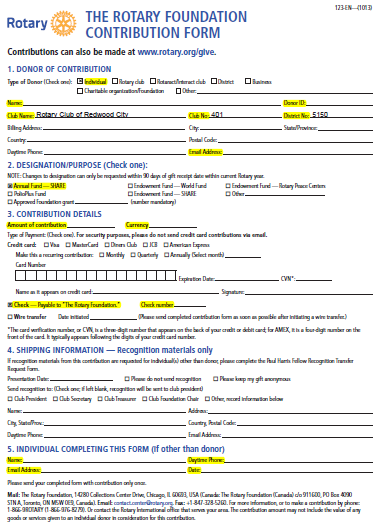 123-EN—(1013)
Rotary
THE ROTARY FOUNDATION
CONTRIBUTION FORM
Contributions can also be made at www.rotary.org/give.
1. DONOR OF CONTRIBUTION
Type of Donor (Check one): Individual Rotary club Rotaract/Interact club District Business
Charitable organization/Foundation Other:
Name: Donor ID:
Club Name: Rotary Club of Redwood City Club No: 401 District No: 5150
Billing Address: City: State/Province:
Country: Postal Code:
Daytime Phone: Email Address:
2. DESIGNATION/PURPOSE (Check one):
NOTE: Changes to designation can only be requested within 90 days of gift receipt date within current Rotary year.
Annual Fund — SHARE Endowment Fund — World Fund Endowment Fund — Rotary Peace Centers
PolioPlus Fund Endowment Fund — SHARE Other
Approved Foundation grant (number mandatory)
3. CONTRIBUTION DETAILS
Amount of contribution Currency
Type of Payment: (Check one). For security purposes, please do not send credit card contributions via email.
Credit card: Visa MasterCard Diners Club JCB American Express
Make this a recurring contribution: Monthly Quarterly Annually (Select month)
Card Number
Expiration Date: CVN*:
Name as it appears on credit card: Signature:
Check — Payable to "The Rotary Foundation." Check number
Wire transfer Date initiated (Please send completed contribution form as soon as possible after initiating a wire transfer.)
*The card verification number, or CVN, is a three-digit number that appears on the back of your credit or debit card; for AMEX, it is a four-digit number on the
front of the card. It typically appears following the digits of your credit card number.
4. SHIPPING INFORMATION — Recognition materials only
If recognition materials from this contribution are requested for individual(s) other than donor, please complete the Paul Harris Fellow Recognition Transfer
Request Form.
Presentation Date: Please do not send recognition Please keep my gift anonymous
Send recognition to: (Check one; if left blank, recognition will be sent to club president)
Club President Club Secretary Club Treasurer Club Foundation Chair Other, record information below
Name: Address:
City, State/Prov.: Country, Postal Code:
Daytime Phone: Email Address:
5. INDIVIDUAL COMPLETING THIS FORM (If other than donor)
Name: Daytime Phone:
Email Address: Date:
Please send your completed form with contribution only once.
Mail: The Rotary Foundation, 14280 Collections Center Drive, Chicago, IL 60693, USA (Canada: The Rotary Foundation (Canada) c/o 911600, PO Box 4090
STN A, Toronto, ON M5W 0E9, Canada). Email: contact.center@rotary.org. Fax: +1-847-328-5260. For more information, or to make a contribution by phone:
1-866-9ROTARY (1-866-976-8279). Or contact the Rotary International office that serves your area. The contribution amount may not include the value of any
goods or services given to an individual donor in consideration for this contribution.